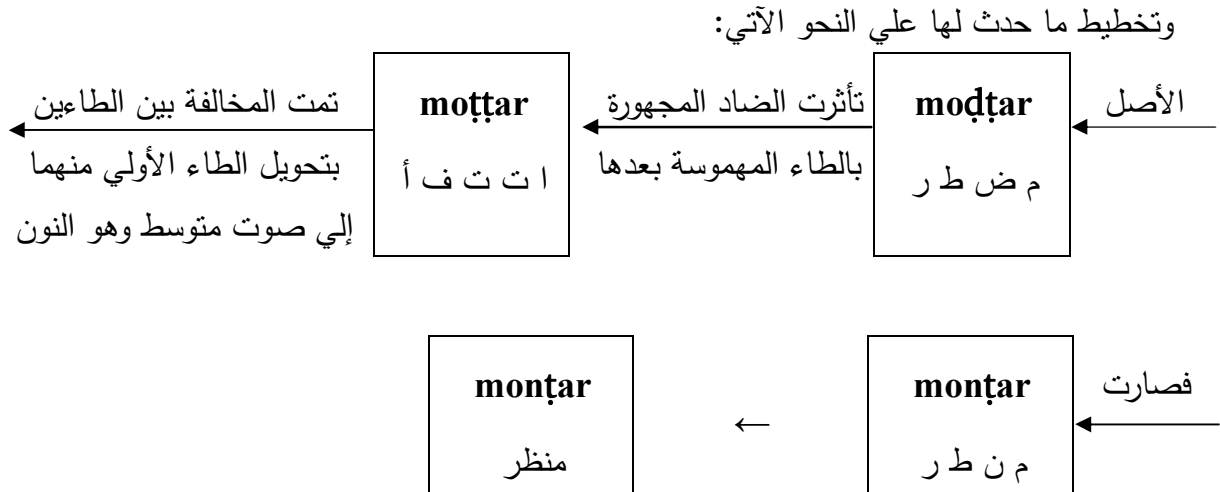 وتخطيط ما حدث لها علي النحو الآتي:
الأصل
moḍṭar
م ض ط ر
تأثرت الضاد المجهورة
بالطاء المهموسة بعدها
moṭṭar
ا ت ت ف أ
تمت المخالفة بين الطاءين
بتحويل الطاء الأولي منهما
إلي صوت متوسط وهو النون
فصارت
monṭar
م ن ط ر
←
monṭar
منظر